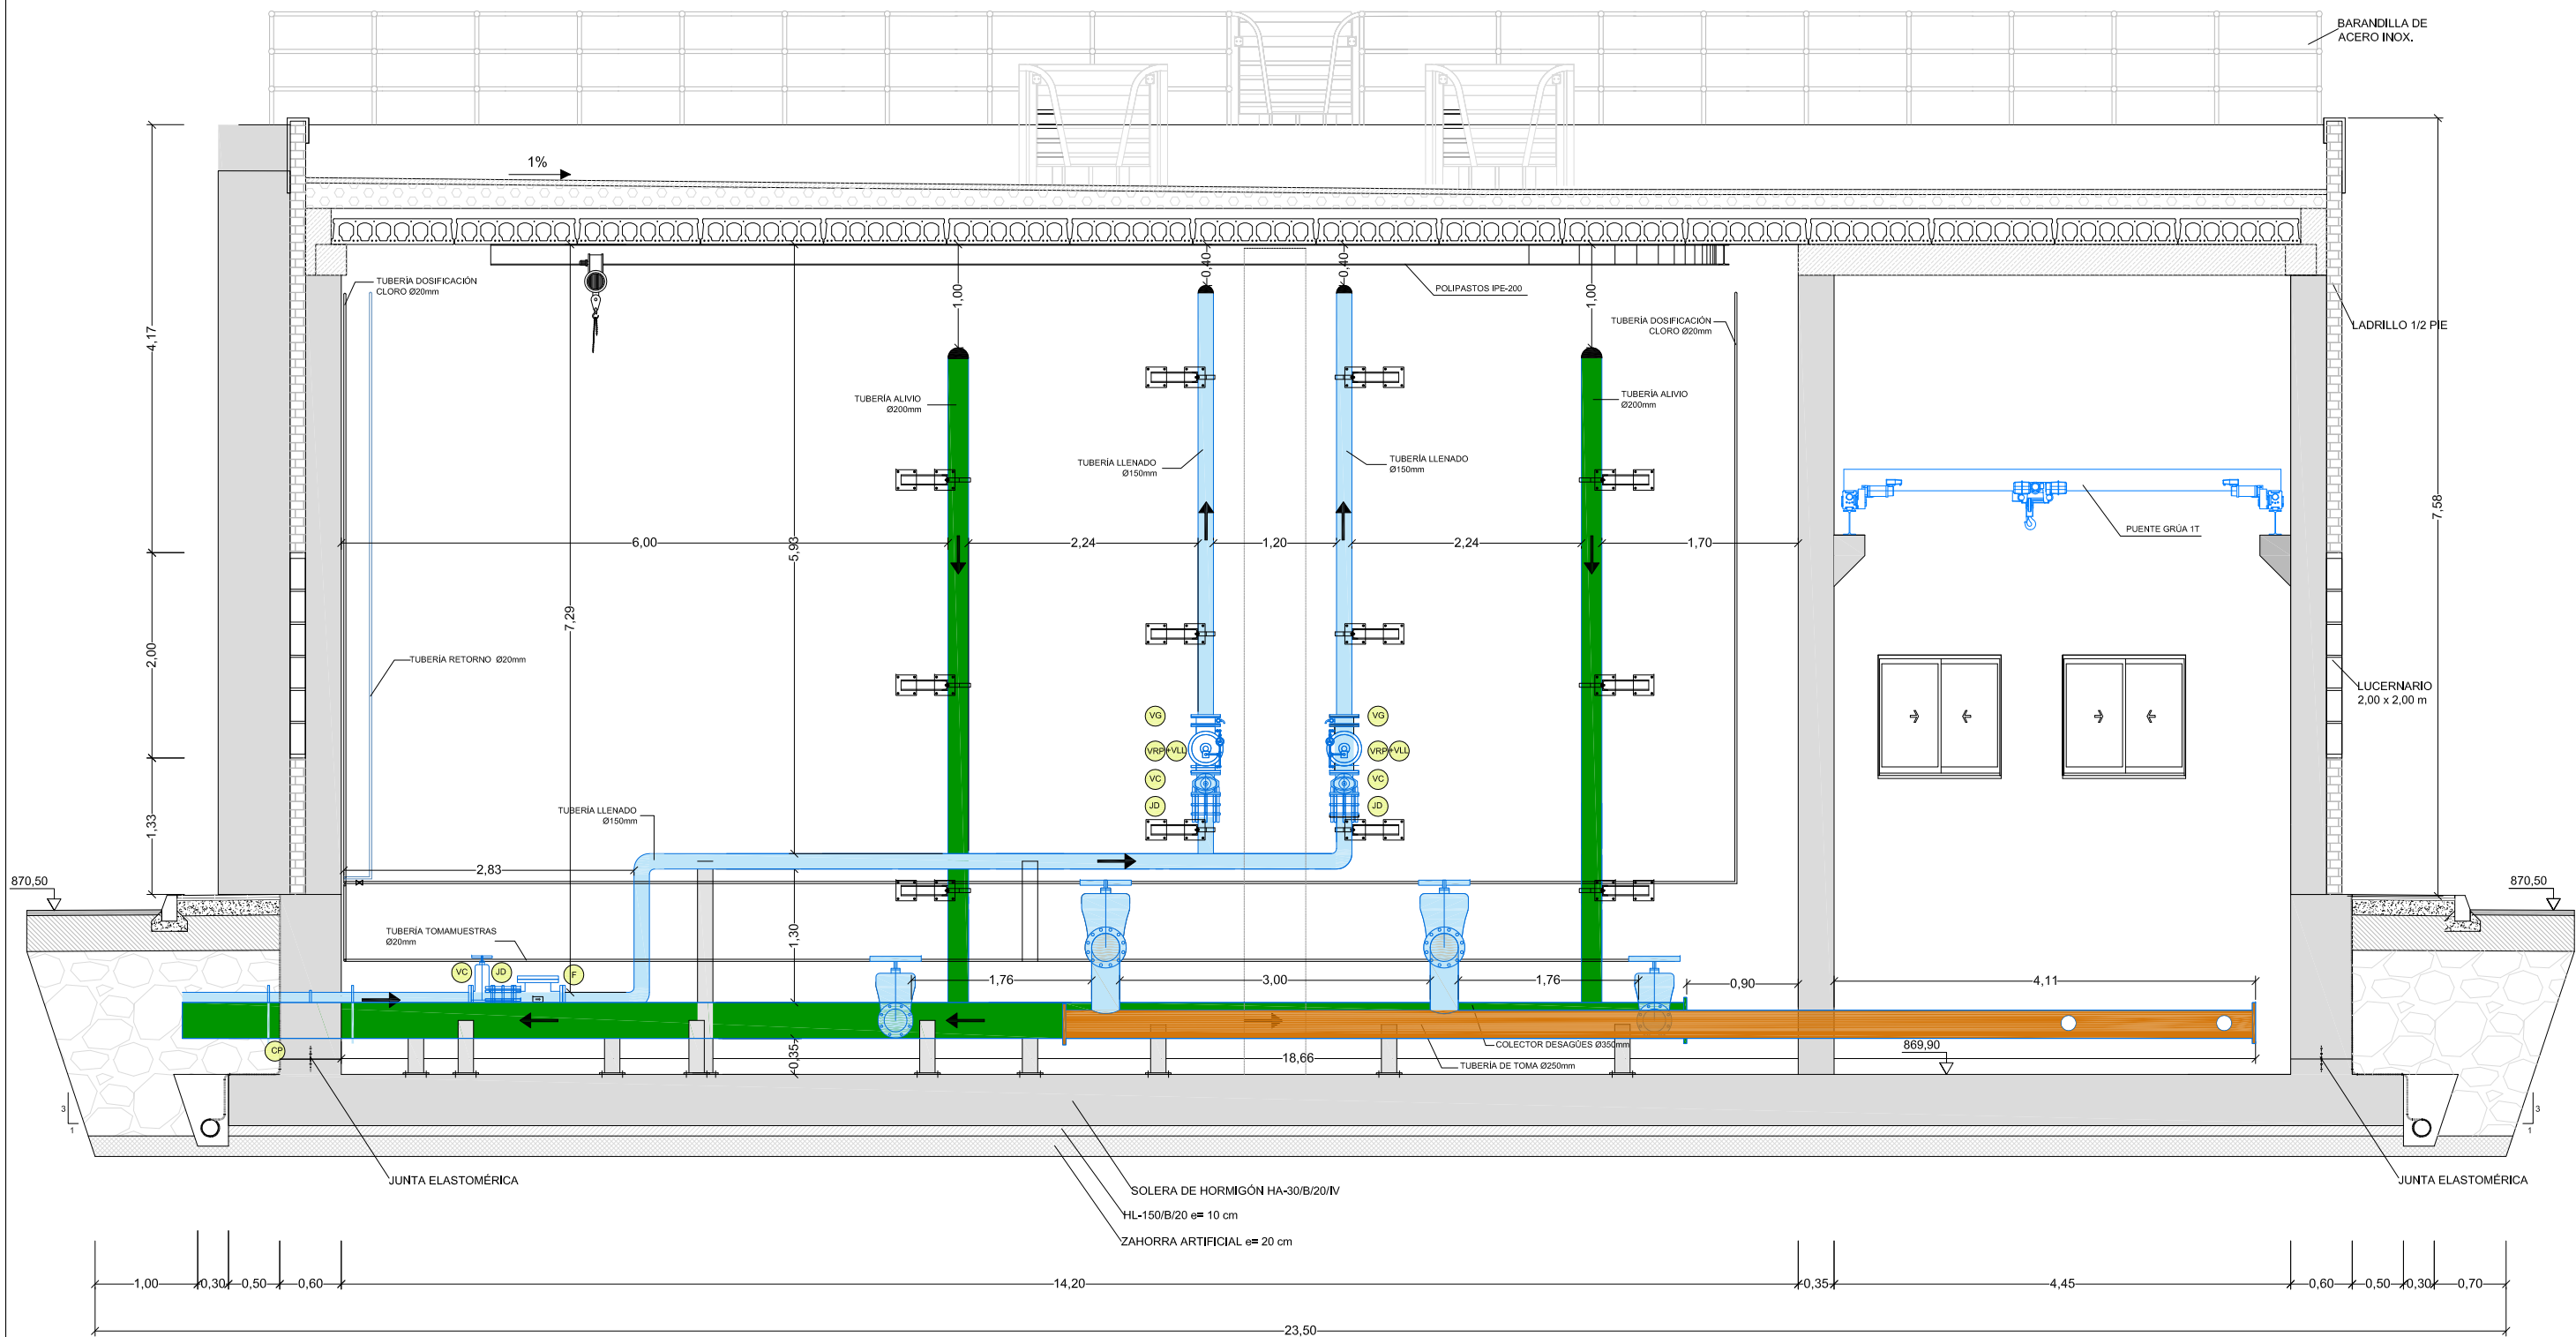 BARANDILLA DE
ACERO INOX.
1%
TUBERÍA DOSIFICACIÓN
CLORO Ø20mm
0,40
0,40
1,00
1,00
POLIPASTOS IPE-200
TUBERÍA DOSIFICACIÓN
CLORO Ø20mm
LADRILLO 1/2 PIE
4,17
TUBERÍA ALIVIO
Ø200mm
TUBERÍA ALIVIO
Ø200mm
TUBERÍA LLENADO
Ø150mm
TUBERÍA LLENADO
Ø150mm
7,58
PUENTE GRÚA 1T
6,00
5,93
2,24
1,20
2,24
1,70
7,29
2,00
TUBERÍA RETORNO Ø20mm
LUCERNARIO
2,00 x 2,00 m
VG
VG
VRP+VLL
VRP+VLL
VC
VC
JD
JD
TUBERÍA LLENADO
Ø150mm
1,33
2,83
870,50
870,50
TUBERÍA TOMAMUESTRAS
Ø20mm
1,30
VC
JD
F
1,76
3,00
1,76
0,90
4,11
CP
0,35
18,66
COLECTOR DESAGÜES Ø350mm
869,90
TUBERÍA DE TOMA Ø250mm
3
1
3
1
JUNTA ELASTOMÉRICA
JUNTA ELASTOMÉRICA
SOLERA DE HORMIGÓN HA-30/B/20/IV
HL-150/B/20 e= 10 cm
ZAHORRA ARTIFICIAL e= 20 cm
1,00
0,30
0,50
0,60
14,20
0,35
4,45
0,60
0,50
0,30
0,70
23,50